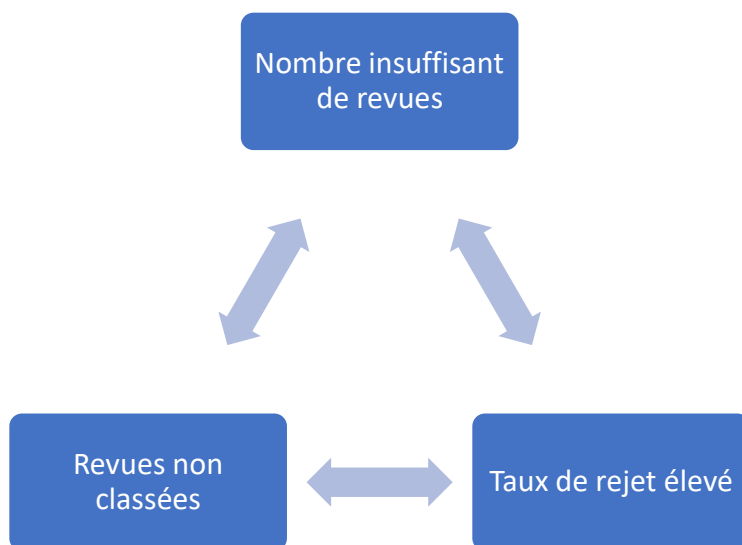 Nombre insuffisant
de revues
Revues non
classées
Taux de rejet élevé